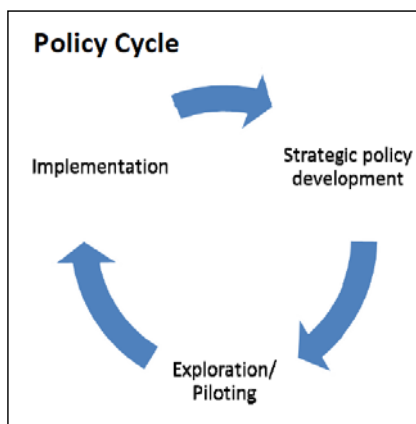 Policy Cycle
Implementation
Strategic policy
development
Exploration/
Piloting